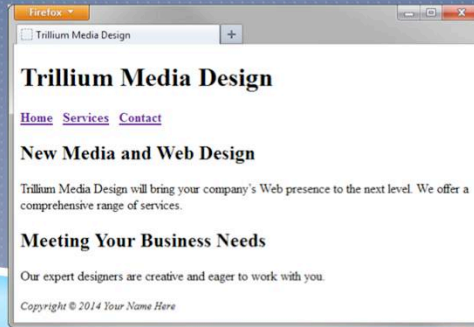 Firefox
Trillium Media Design
Trillium Media Design
Home Services Contact
New Media and Web Design
Trillium Media Design will bring your company's Web presence to the next level. We offer a
comprehensive range of services.
Meeting Your Business Needs
Our expert designers are creative and eager to work with you.
Copyright © 2014 Your Name Here